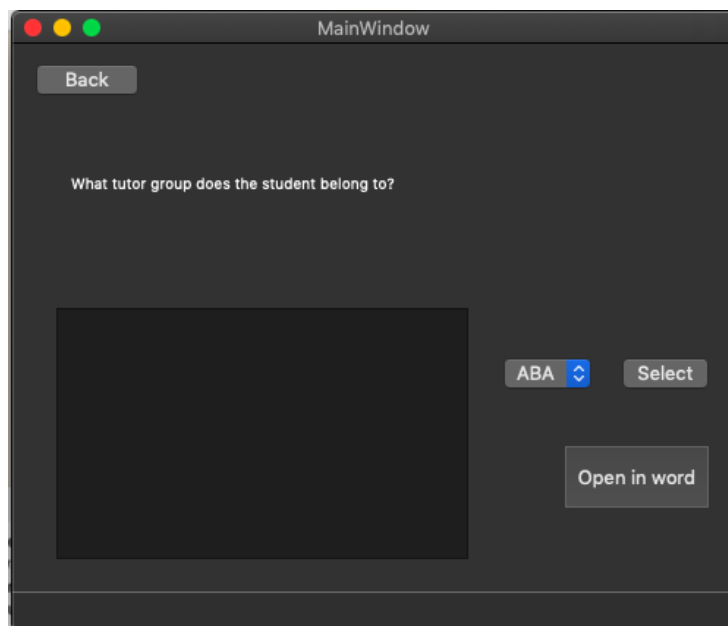 MainWindow
Back
What tutor group does the student belong to?
ABA
Select
Open in word